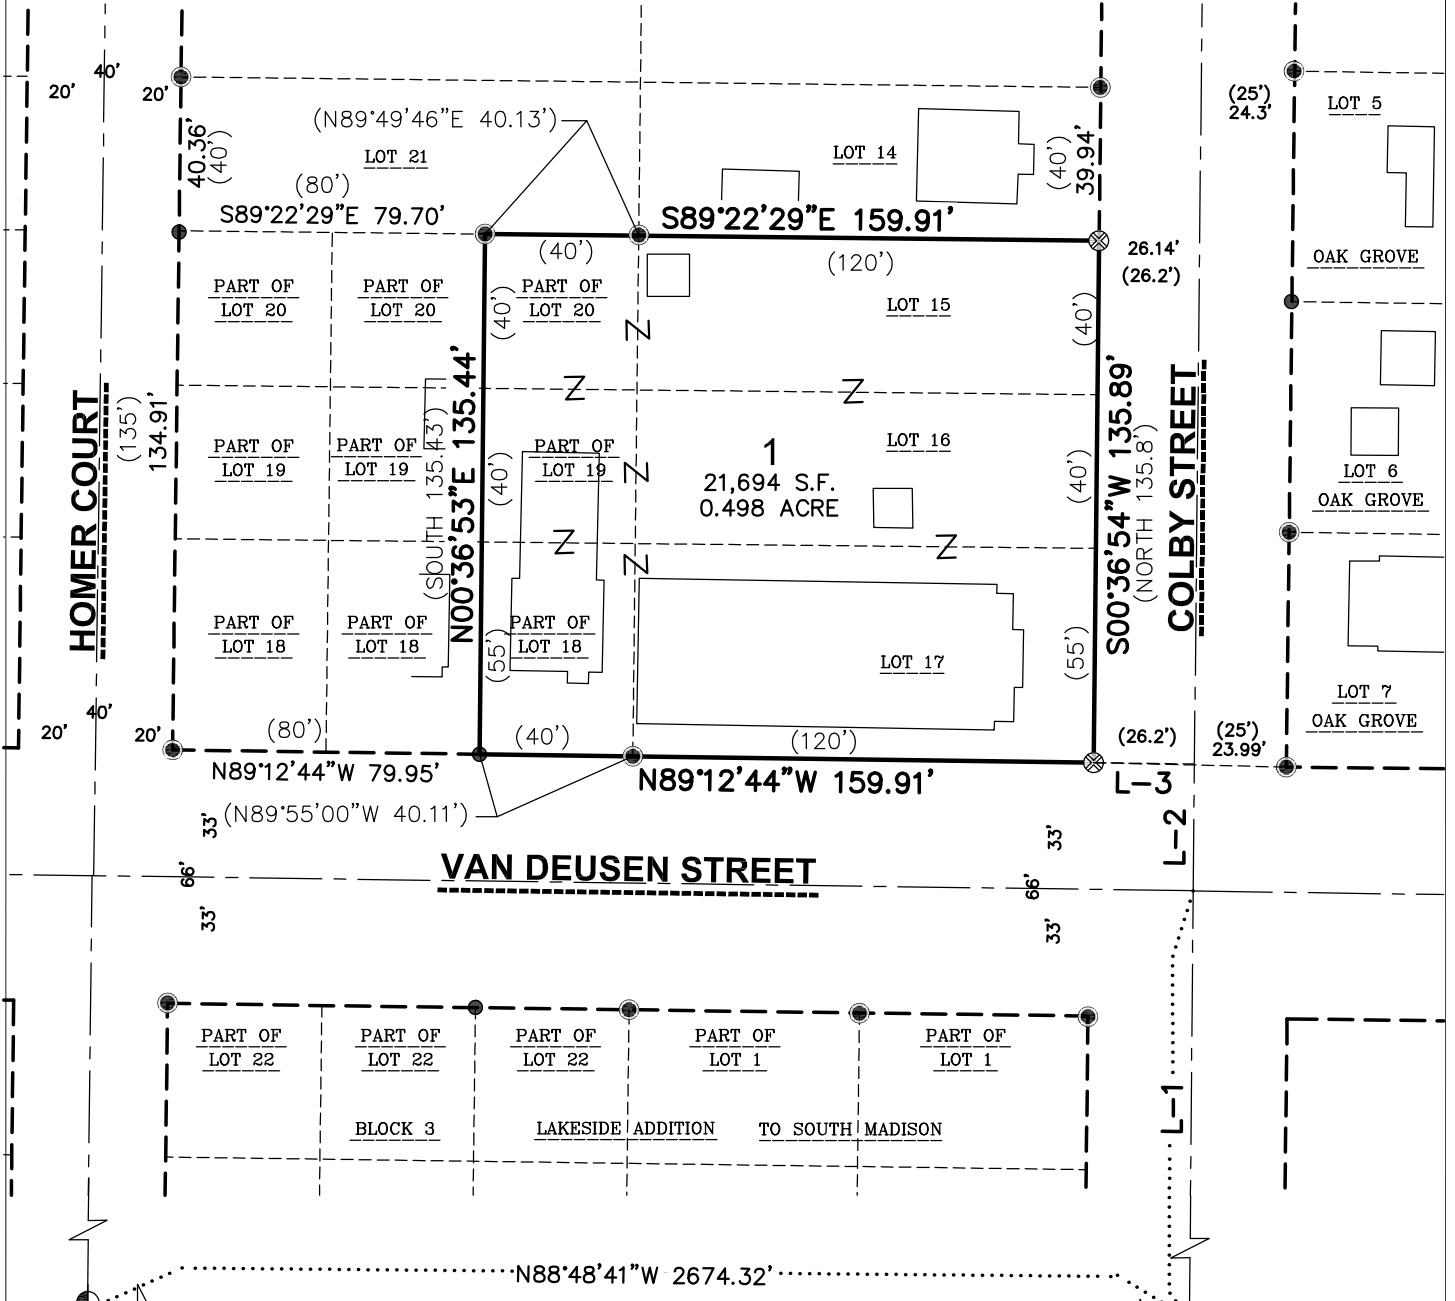 40'
20'
20'
40.36'
(40')
(N89°49'46"E 40.13')
LOT 21
(80')
S89°22'29"E 79.70'
LOT 14
(40')
39.94'
S89°22'29"E 159.91'
(40')
(120')
26.14'
(26.2')
(25')
24.3'
LOT 5
OAK GROVE
PART OF
LOT 20
PART OF
LOT 20
PART OF
LOT 20
(40')
LOT 15
(40')
Z
Z
Z
HOMER COURT
(135')
134.91'
PART OF
LOT 19
PART OF
LOT 19
(SOUTH 135.43')
N00°36'53"E 135.44'
(40')
PART OF
LOT 19
Z
1
21,694 S.F.
0.498 ACRE
LOT 16
(40')
S00°36'54"W 135.89'
(NORTH 135.8')
COLBY STREET
LOT 6
OAK GROVE
Z
Z
Z
PART OF
LOT 18
PART OF
LOT 18
(55')
PART OF
LOT 18
LOT 17
(55')
LOT 7
OAK GROVE
20'
40'
20'
(80')
N89°12'44"W 79.95'
(40')
(120')
N89°12'44"W 159.91'
(26.2')
(25')
23.99'
L-3
L-2
(N89°55'00"W 40.11')
33'
66'
33'
VAN DEUSEN STREET
33'
66'
33'
PART OF
LOT 22
PART OF
LOT 22
PART OF
LOT 22
PART OF
LOT 1
PART OF
LOT 1
BLOCK 3
LAKESIDE ADDITION
TO SOUTH MADISON
L-1
N88°48'41"W 2674.32'